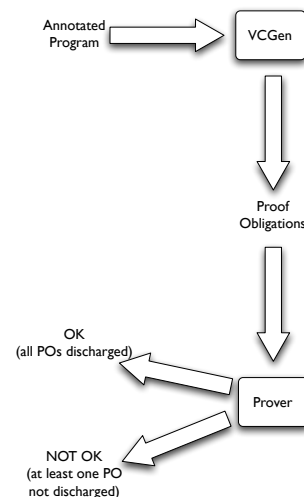 Annotated
Program
VCGen
Proof
Obligations
OK
(all POs discharged)
Prover
NOT OK
(at least one PO
not discharged)